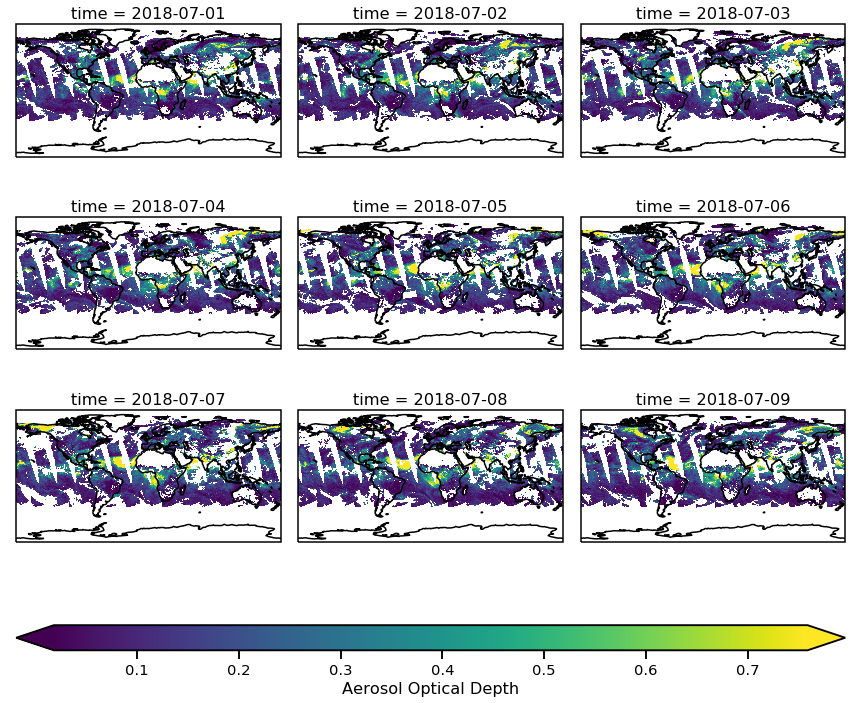 time = 2018-07-01
time = 2018-07-02
time = 2018-07-03
time = 2018-07-04
time = 2018-07-05
time = 2018-07-06
time = 2018-07-07
time = 2018-07-08
time = 2018-07-09
0.1 0.2 0.3 0.4 0.5 0.6 0.7
Aerosol Optical Depth